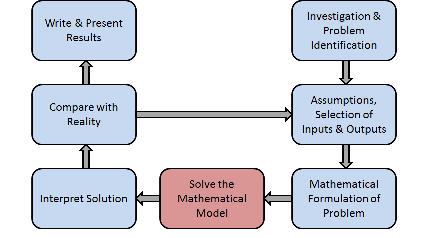 Write & Present
Results
Investigation &
Problem
Identification
Compare with
Reality
Assumptions,
Selection of
Inputs & Outputs
Interpret Solution
Solve the
Mathematical
Model
Mathematical
Formulation of
Problem